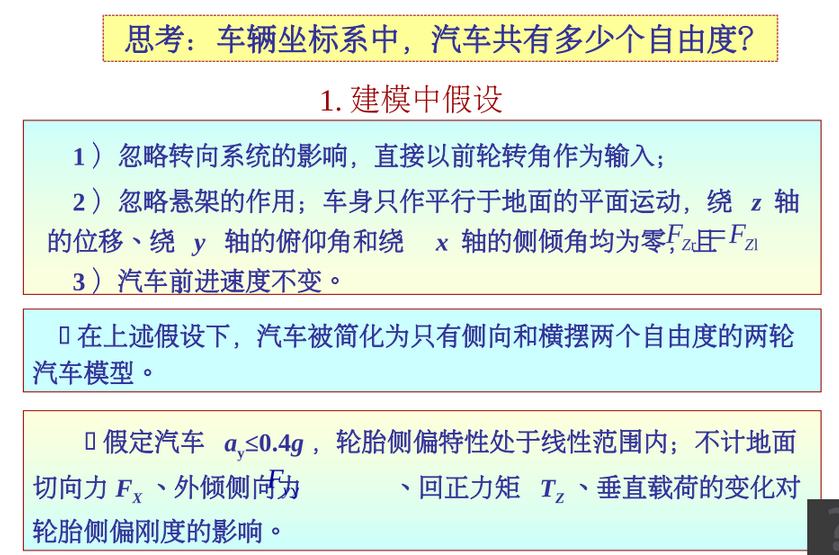 思考：车辆坐标系中，汽车共有多少个自由度？
1. 建模中假设
1）忽略转向系统的影响，直接以前轮转角作为输入；
2）忽略悬架的作用；车身只作平行于地面的平面运动，绕 z 轴
的位移、绕 y 轴的俯仰角和绕 x 轴的侧倾角均为零，且 F_Zr = F_Zl
3）汽车前进速度不变。
在上述假设下，汽车被简化为只有侧向和横摆两个自由度的两轮
汽车模型。
假定汽车 a_y≤0.4g ，轮胎侧偏特性处于线性范围内；不计地面
切向力 F_X 、外倾侧向力 、回正力矩 T_Z 、垂直载荷的变化对
轮胎侧偏刚度的影响。